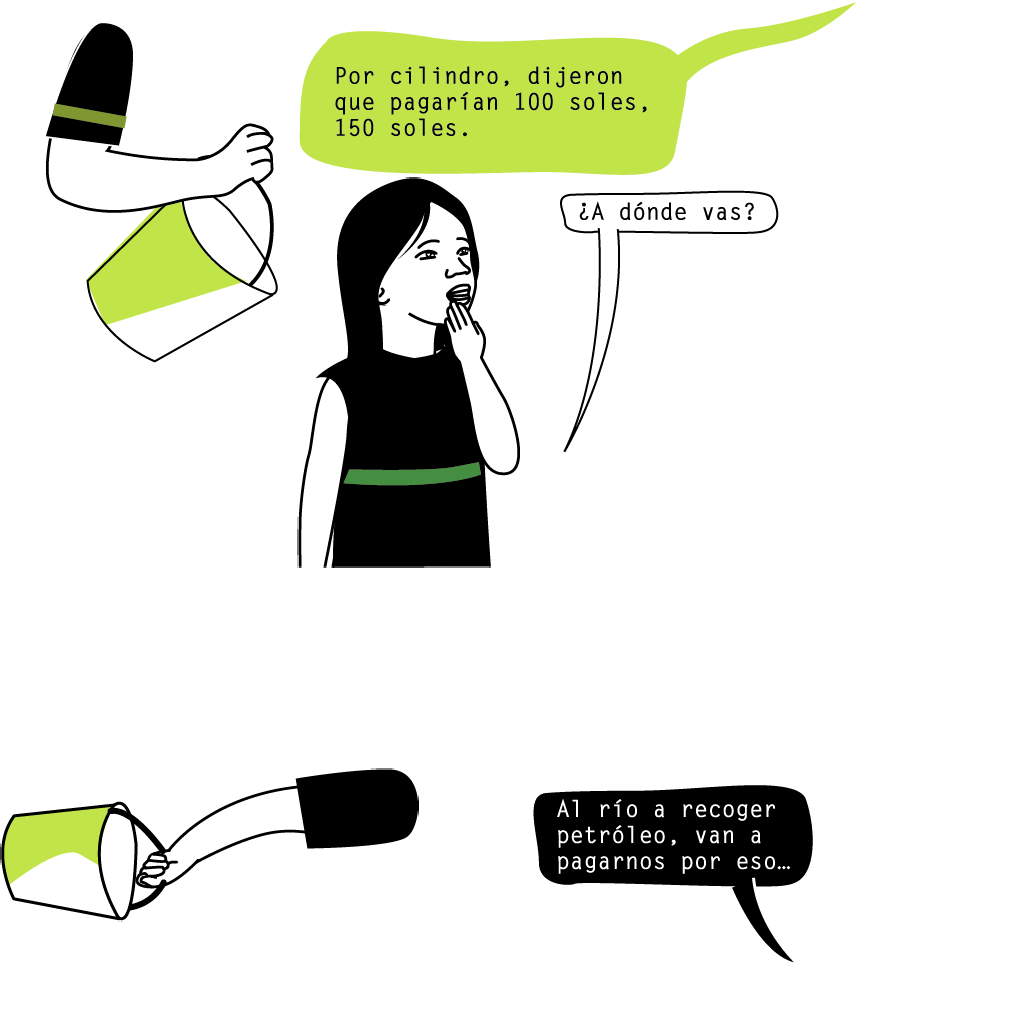 Por cilindro, dijeron
que pagarían 100 soles,
150 soles.
¿A dónde vas?
Al río a recoger
petróleo, van a
pagarnos por eso…